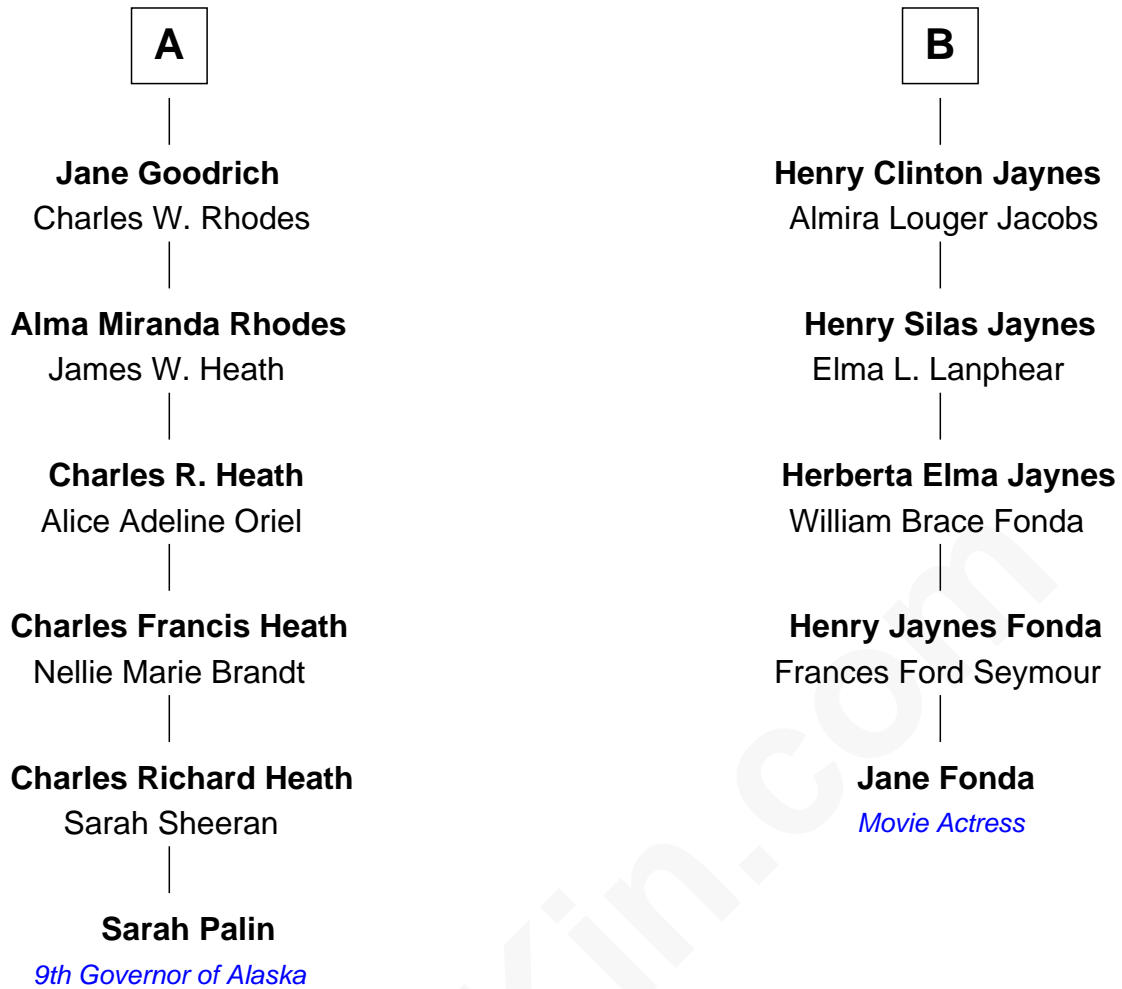 A
Jane Goodrich
Charles W. Rhodes
Alma Miranda Rhodes
James W. Heath
Charles R. Heath
Alice Adeline Oriel
Charles Francis Heath
Nellie Marie Brandt
Charles Richard Heath
Sarah Sheeran
Sarah Palin
9th Governor of Alaska
B
Henry Clinton Jaynes
Almira Louger Jacobs
Henry Silas Jaynes
Elma L. Lanphear
Herberta Elma Jaynes
William Brace Fonda
Henry Jaynes Fonda
Frances Ford Seymour
Jane Fonda
Movie Actress